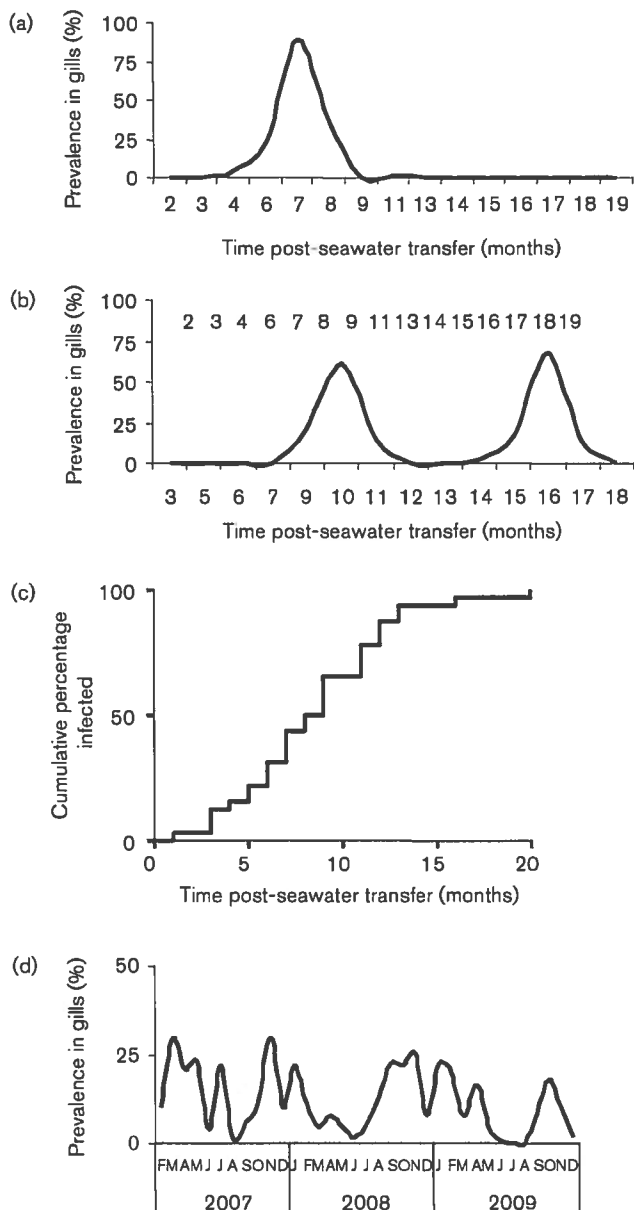 (a)
Prevalence in gills (%)
100
75
50
25
0
2 3 4 6 7 8 9 11 13 14 15 16 16 17 18 19
Time post-seawater transfer (months)
(b)
Prevalence in gills (%)
100
75
50
25
0
2 3 4 6 7 8 9 11 13 14 15 16 17 18 19
3 5 6 7 9 10 11 12 13 14 15 16 17 18
Time post-seawater transfer (months)
(c)
Cumulative percentage
infected
100
50
0
0 5 10 15 20
Time post-seawater transfer (months)
(d)
Prevalence in gills (%)
50
25
0
FMAMJ J A SOND J FMAMJ J A SOND J FMAMJ J A SOND
2007 2008 2009